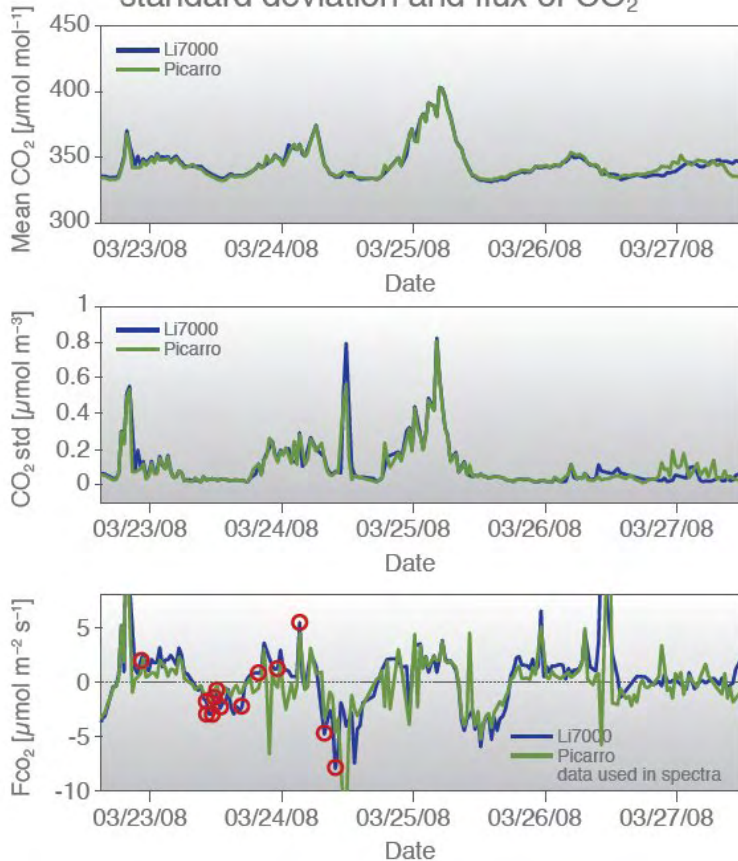 standard deviation and flux of CO₂
Mean CO₂ [µmol mol⁻¹]
450
400
350
300
Li7000
Picarro
03/23/08 03/24/08 03/25/08 03/26/08 03/27/08
Date
CO₂ std [µmol m⁻³]
1
0.8
0.6
0.4
0.2
0
Li7000
Picarro
03/23/08 03/24/08 03/25/08 03/26/08 03/27/08
Date
Fco₂ [µmol m⁻² s⁻¹]
5
0
-5
-10
Li7000
Picarro
data used in spectra
03/23/08 03/24/08 03/25/08 03/26/08 03/27/08
Date